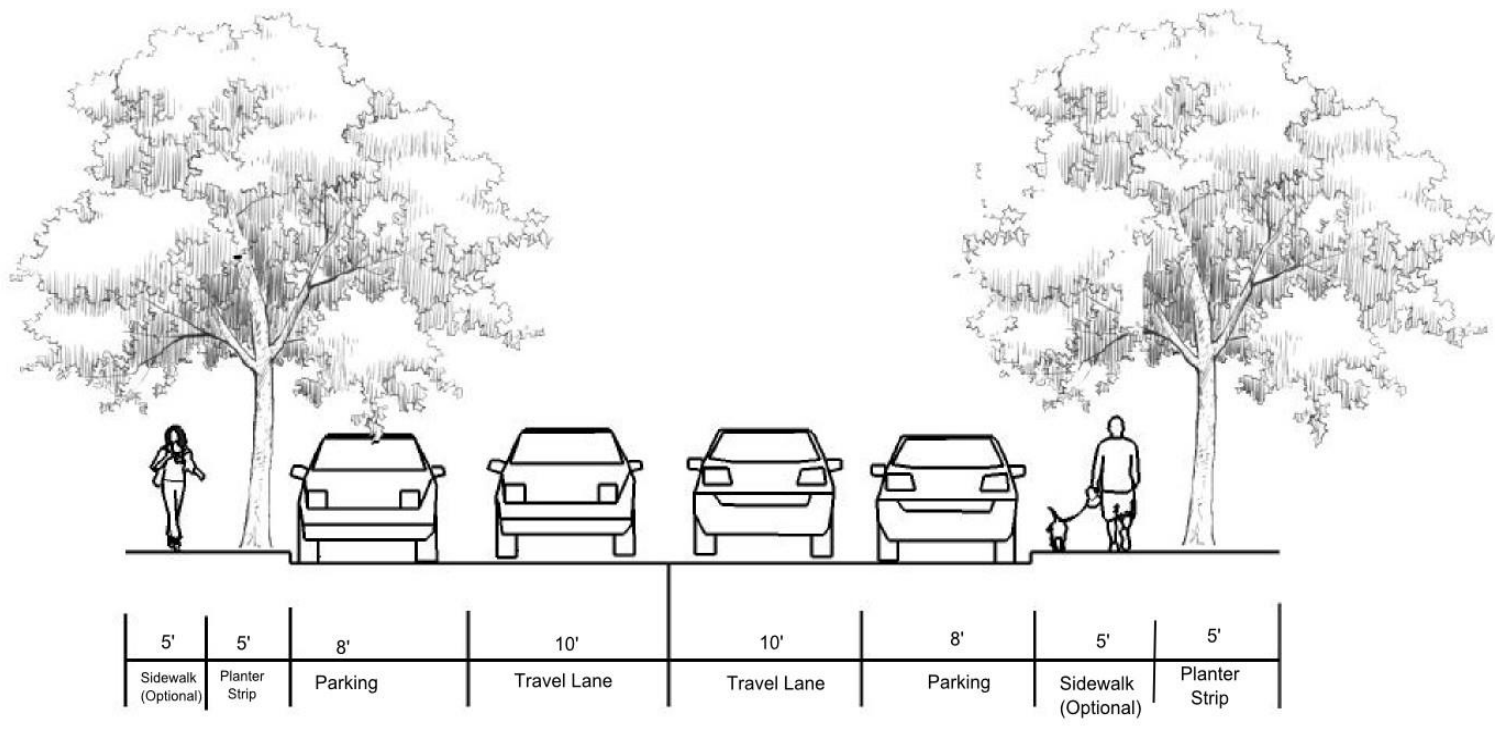 5' 5' 8' 10' 10' 8' 5' 5'
Sidewalk (Optional)
Planter Strip
Parking
Travel Lane
Travel Lane
Parking
Sidewalk (Optional)
Planter Strip